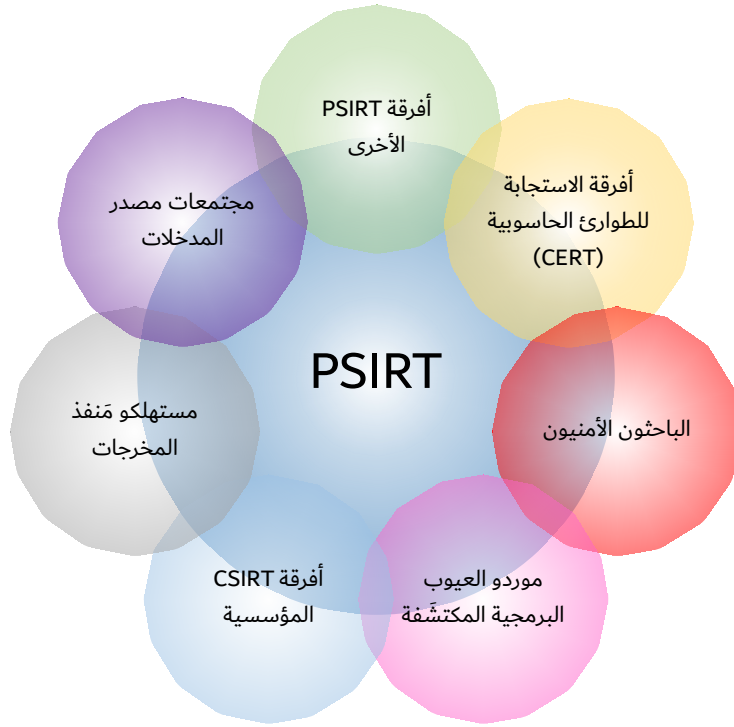 أفرقة PSIRT
الأخرى
أفرقة الاستجابة
للطوارئ الحاسوبية
(CERT)
مجتمعات مصدر
المدخلات
PSIRT
الباحثون الأمنيون
مستهلكو مَنفذ
المخرجات
موردو العيوب
البرمجية المكتشَفة
أفرقة CSIRT
المؤسسية